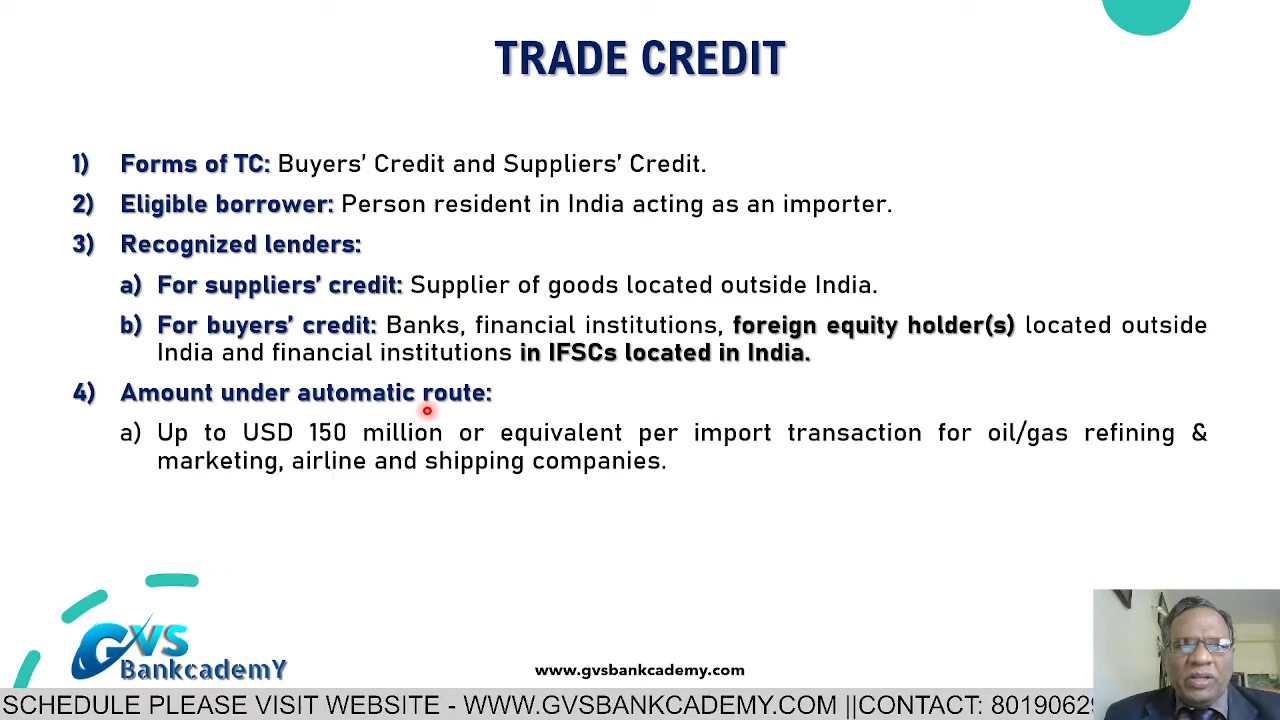 TRADE CREDIT
1) Forms of TC: Buyers’ Credit and Suppliers’ Credit.
2) Eligible borrower: Person resident in India acting as an importer.
3) Recognized lenders:
a) For suppliers’ credit: Supplier of goods located outside India.
b) For buyers’ credit: Banks, financial institutions, foreign equity holder(s) located outside
India and financial institutions in IFSCs located in India.
4) Amount under automatic route:
a) Up to USD 150 million or equivalent per import transaction for oil/gas refining &
marketing, airline and shipping companies.
GVS
BankcademY
www.gvsbankcademy.com
SCHEDULE PLEASE VISIT WEBSITE - WWW.GVSBANKCADEMY.COM ||CONTACT: 80190629